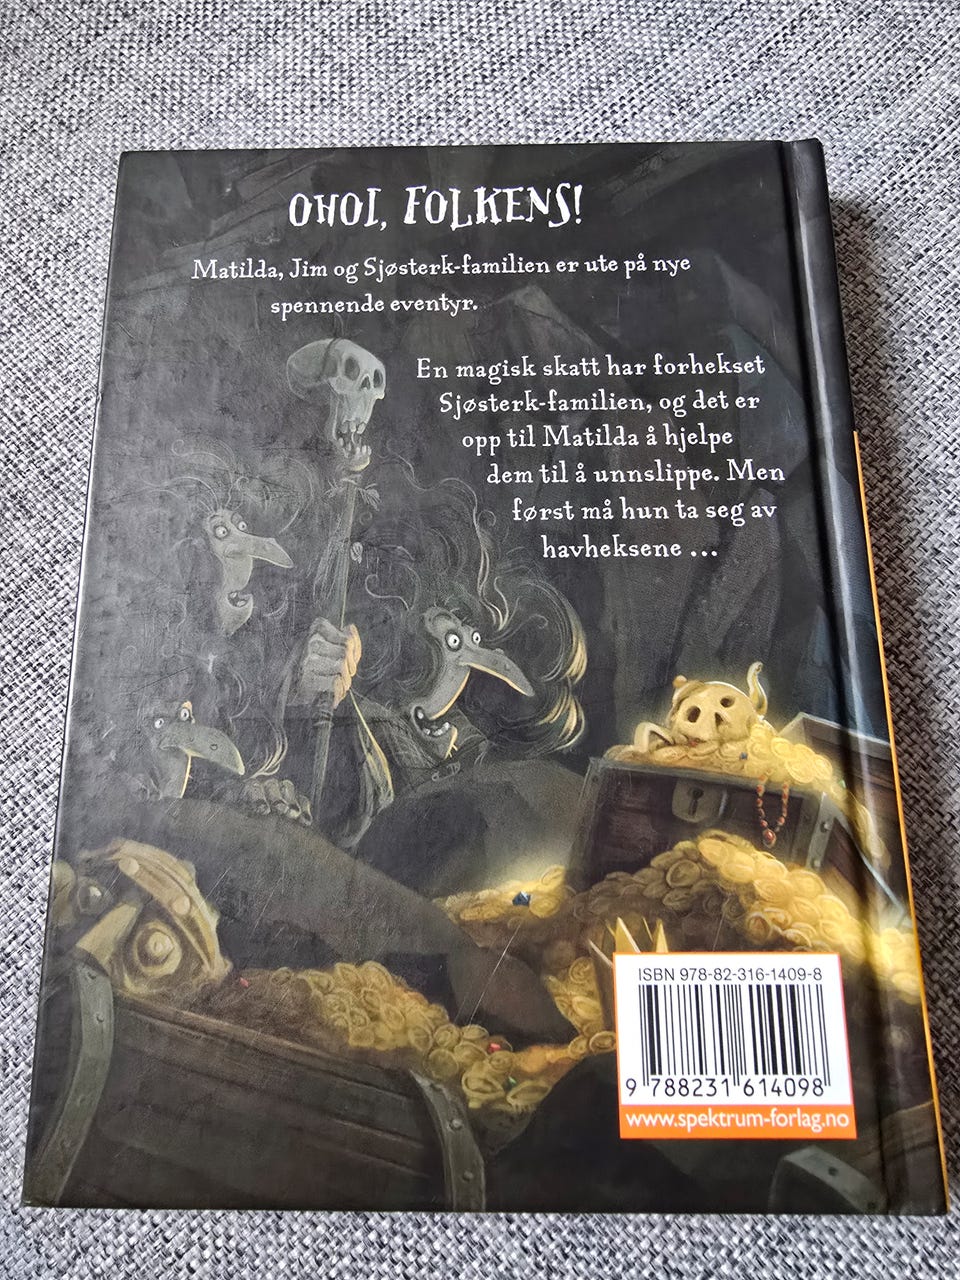 OHOI, FOLKENS!
Matilda, Jim og Sjøsterk-familien er ute på nye
spennende eventyr.
En magisk skatt har forhekset
Sjøsterk-familien, og det er
opp til Matilda å hjelpe
dem til å unnslippe. Men
først må hun ta seg av
havheksene ...
ISBN 978-82-316-1409-8
9 788231 614098
www.spektrum-forlag.no